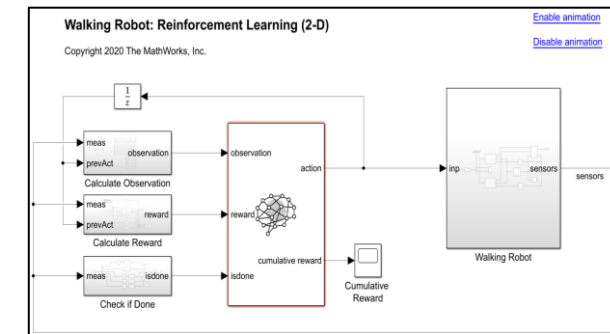 Walking Robot: Reinforcement Learning (2-D)
Enable animation
Copyright 2020 The MathWorks, Inc.
Disable animation
1
z
meas
prevAct
observation
Calculate Observation
meas
prevAct
reward
Calculate Reward
meas
isdone
Check if Done
observation
reward
isdone
action
cumulative reward
Cumulative
Reward
inp
sensors
Walking Robot
sensors